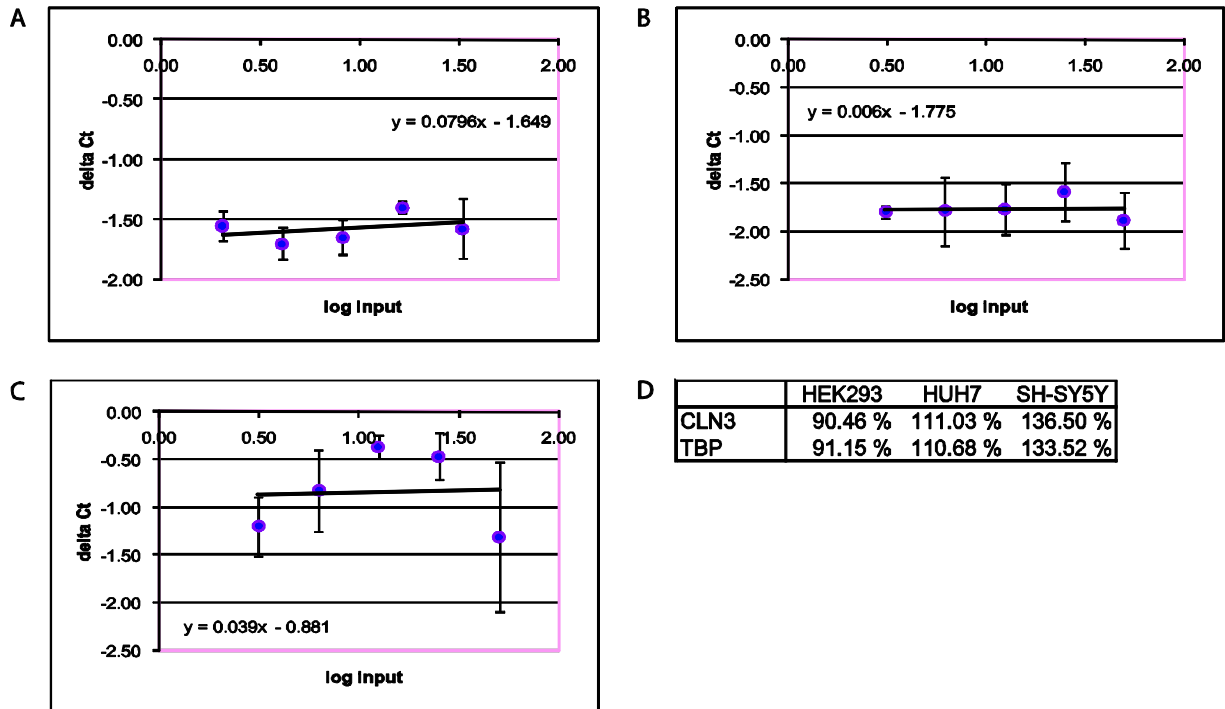 A
0.00
0.00 0.50 1.00 1.50 2.00
-0.50
y = 0.0796x - 1.649
-1.00
-1.50
-2.00
delta Ct
log input
B
0.00
0.00 0.50 1.00 1.50 2.00
-0.50
y = 0.006x - 1.775
-1.00
-1.50
-2.00
-2.50
delta Ct
log input
C
0.00
0.00 0.50 1.00 1.50 2.00
-0.50
-1.00
-1.50
-2.00
y = 0.039x - 0.881
-2.50
delta Ct
log input
D
HEK293 HUH7 SH-SY5Y
CLN3 90.46 % 111.03 % 136.50 %
TBP 91.15 % 110.68 % 133.52 %